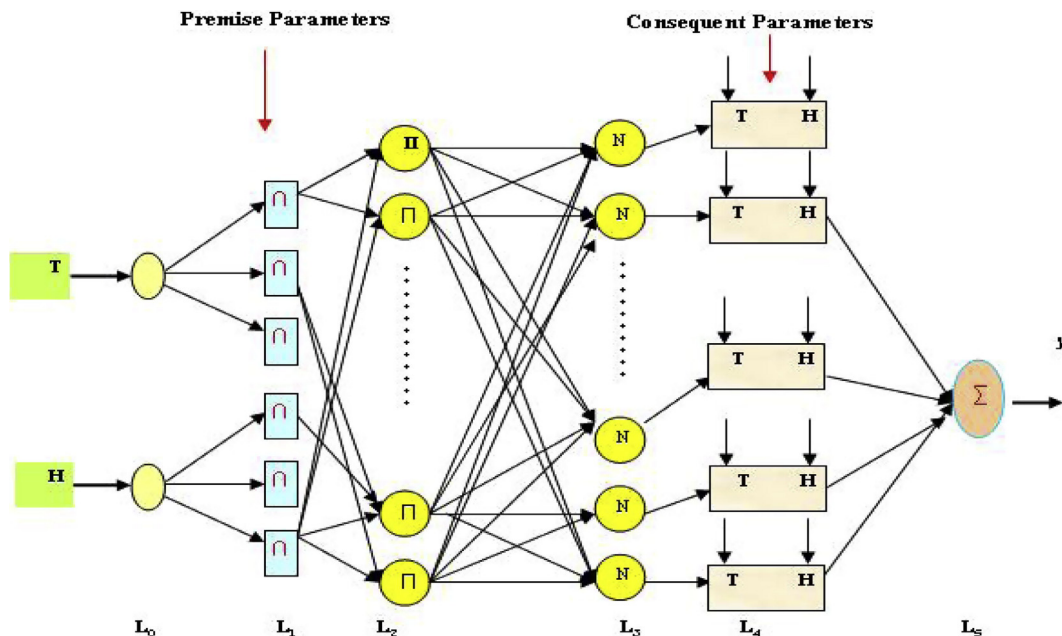 Premise Parameters
Consequent Parameters
T H
Π N
T H
∩
Π N
T H
T
∩
∩
T H
N
Σ
∩
T H
H
∩
N
Π
∩
T H
Π N
L₀ L₁ L₂ L₃ L₄ L₅